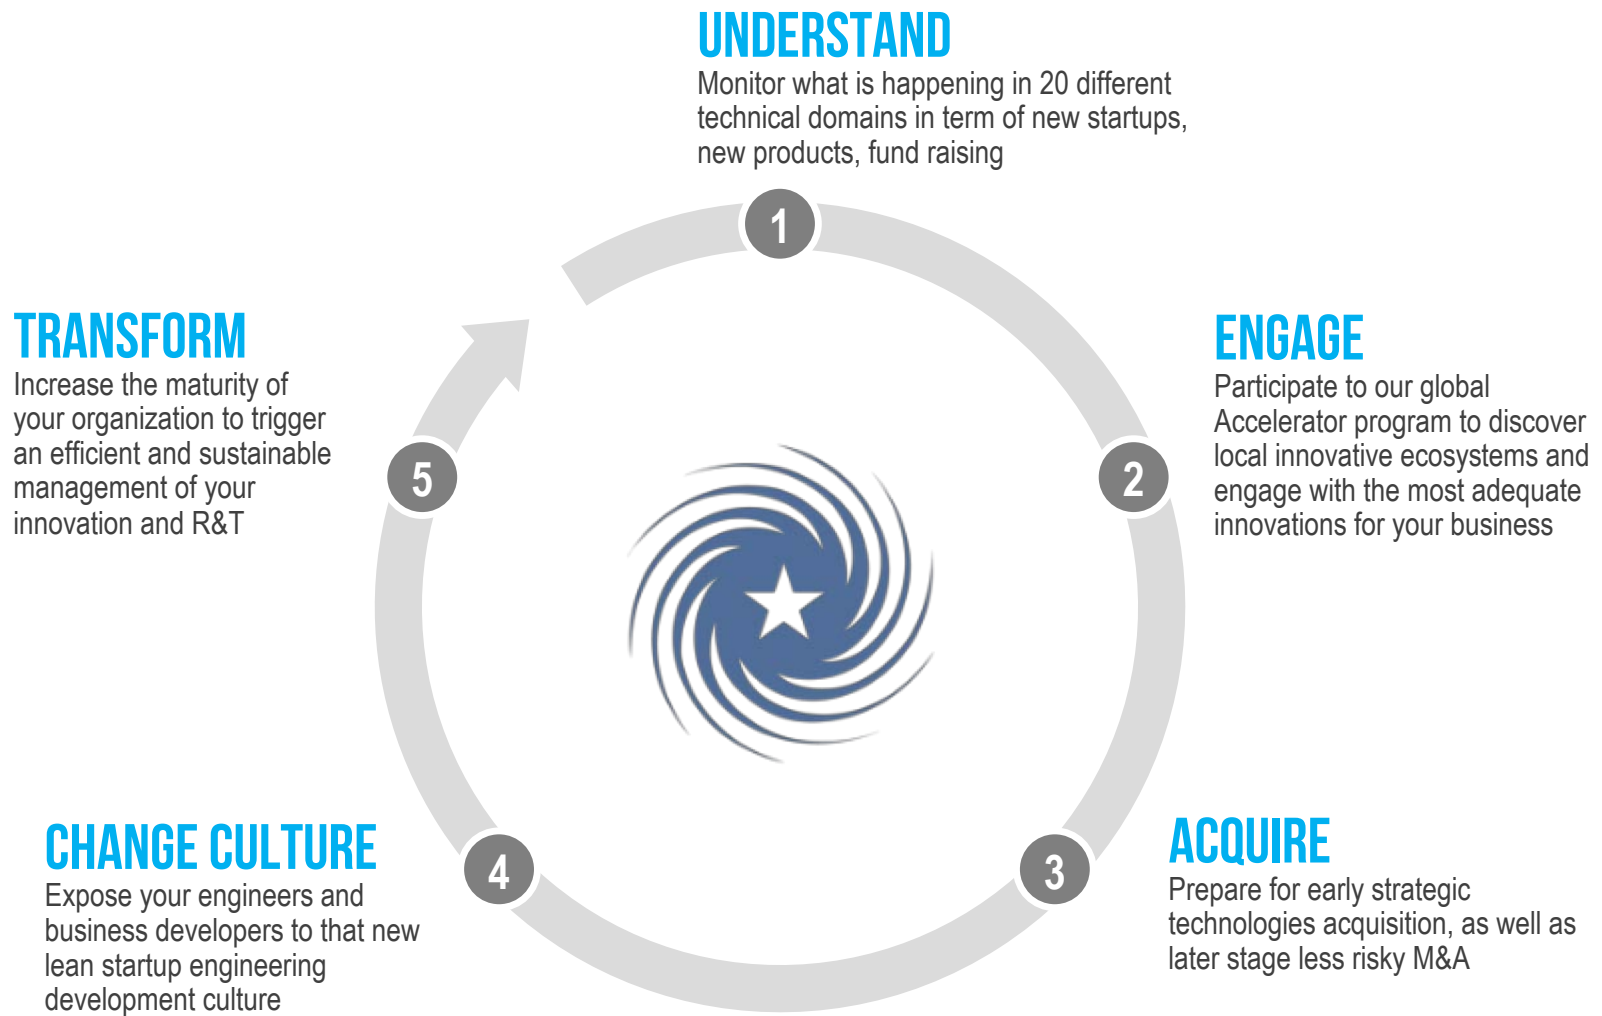 UNDERSTAND
Monitor what is happening in 20 different
technical domains in term of new startups,
new products, fund raising
1
ENGAGE
Participate to our global
Accelerator program to discover
local innovative ecosystems and
engage with the most adequate
innovations for your business
2
ACQUIRE
Prepare for early strategic
technologies acquisition, as well as
later stage less risky M&A
3
CHANGE CULTURE
Expose your engineers and
business developers to that new
lean startup engineering
development culture
4
TRANSFORM
Increase the maturity of
your organization to trigger
an efficient and sustainable
management of your
innovation and R&T
5